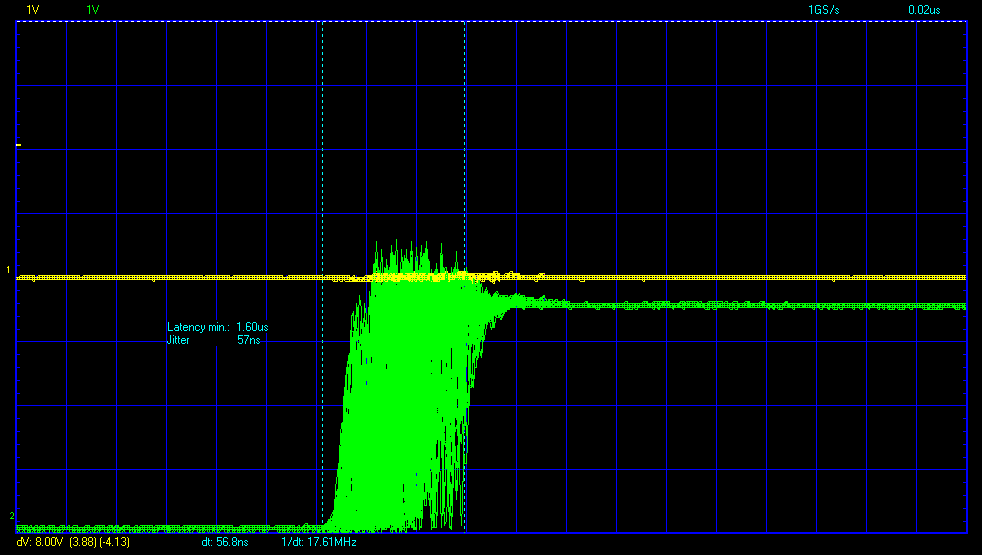 1V 1V 1GS/s 0.02us
1
Latency min.: 1.60us
Jitter 57ns
2
dV: 8.00V (3.88) (-4.13) dt: 56.8ns 1/dt: 17.61MHz